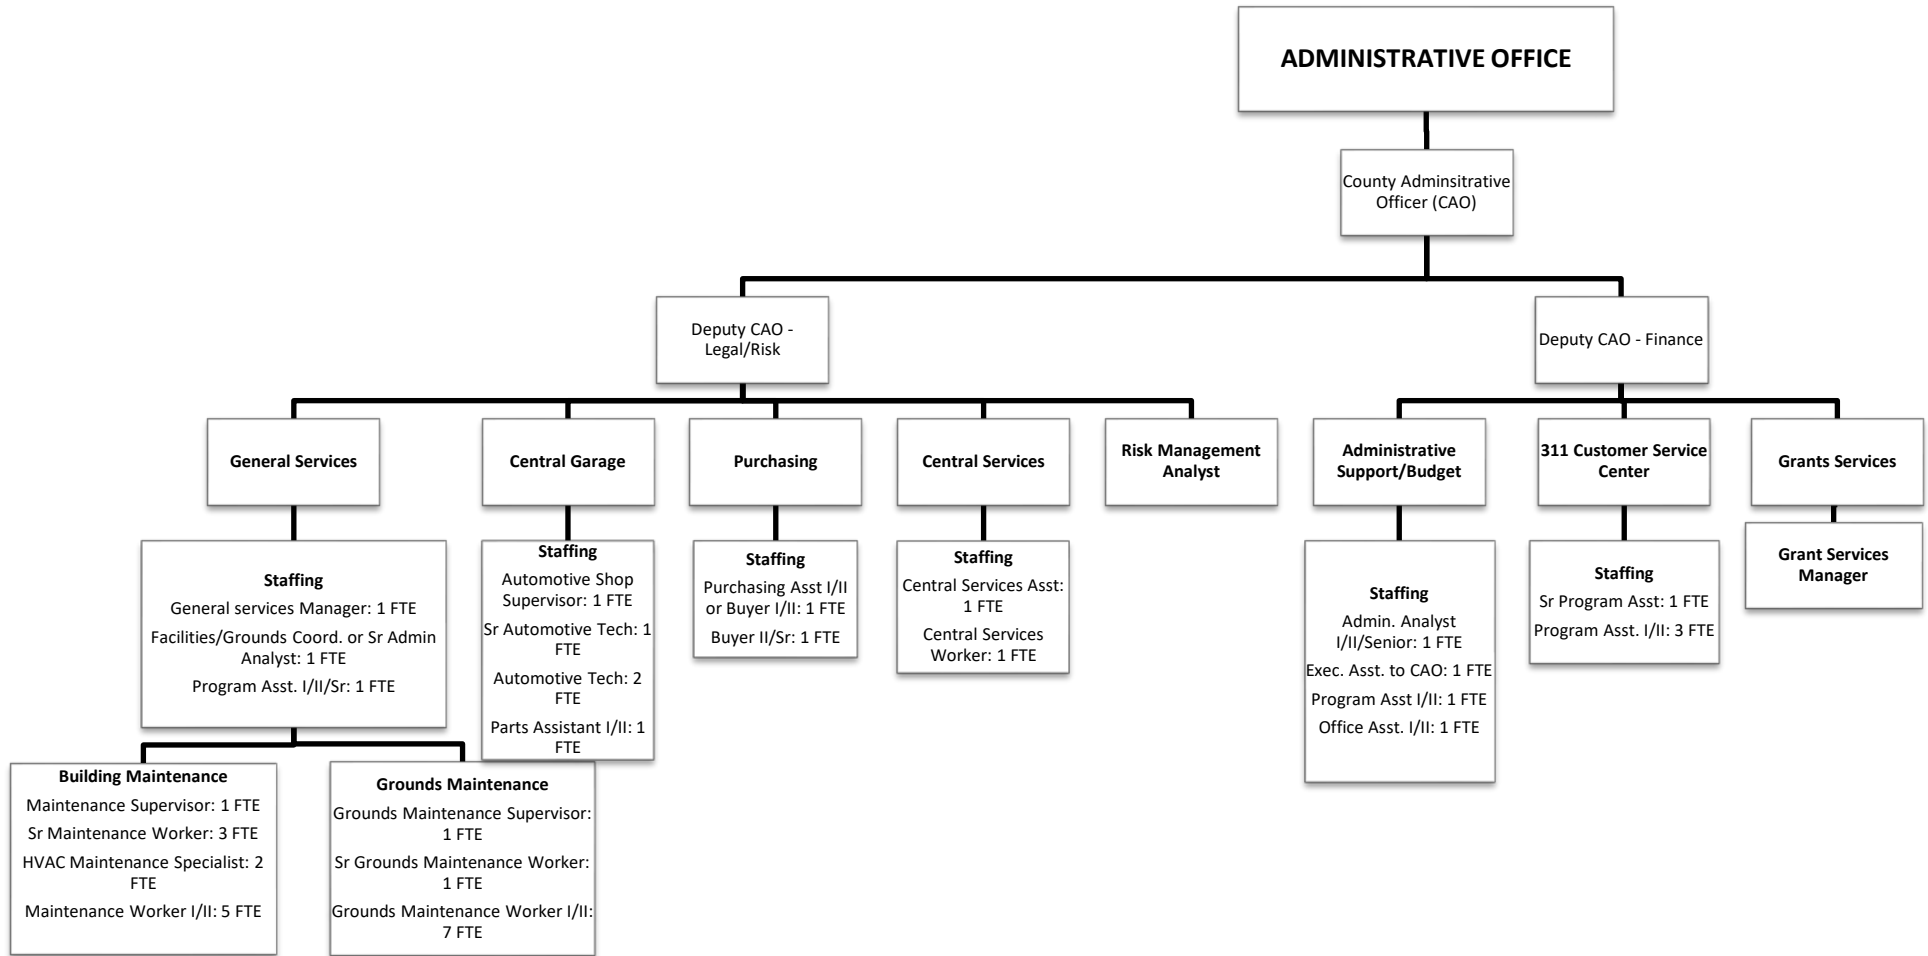 ADMINISTRATIVE OFFICE
County Adminsitrative
Officer (CAO)
Deputy CAO -
Legal/Risk
Deputy CAO - Finance
General Services
Central Garage
Purchasing
Central Services
Risk Management
Analyst
Administrative
Support/Budget
311 Customer Service
Center
Grants Services
Staffing
General services Manager: 1 FTE
Facilities/Grounds Coord. or Sr Admin
Analyst: 1 FTE
Program Asst. I/II/Sr: 1 FTE
Staffing
Automotive Shop
Supervisor: 1 FTE
Sr Automotive Tech: 1
FTE
Automotive Tech: 2
FTE
Parts Assistant I/II: 1
FTE
Staffing
Purchasing Asst I/II
or Buyer I/II: 1 FTE
Buyer II/Sr: 1 FTE
Staffing
Central Services Asst:
1 FTE
Central Services
Worker: 1 FTE
Staffing
Admin. Analyst
I/II/Senior: 1 FTE
Exec. Asst. to CAO: 1 FTE
Program Asst I/II: 1 FTE
Office Asst. I/II: 1 FTE
Staffing
Sr Program Asst: 1 FTE
Program Asst. I/II: 3 FTE
Grant Services
Manager
Building Maintenance
Maintenance Supervisor: 1 FTE
Sr Maintenance Worker: 3 FTE
HVAC Maintenance Specialist: 2
FTE
Maintenance Worker I/II: 5 FTE
Grounds Maintenance
Grounds Maintenance Supervisor:
1 FTE
Sr Grounds Maintenance Worker:
1 FTE
Grounds Maintenance Worker I/II:
7 FTE